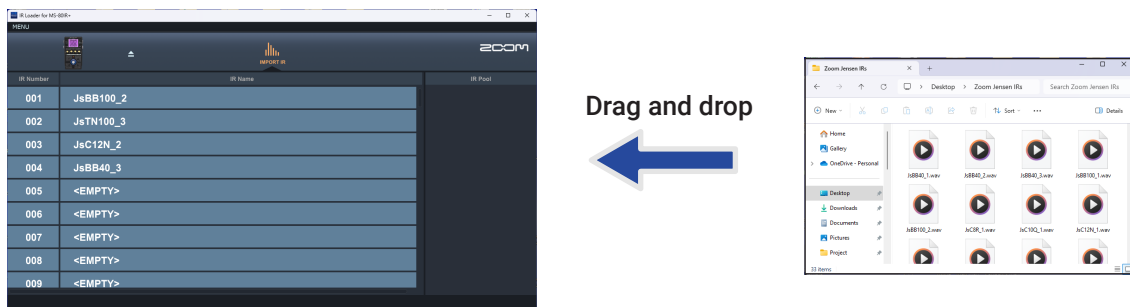 IR Loader for MS-80IR+
MENU
IMPORT IR
ZOOM
IR Number IR Name IR Pool
001 JsBB100_2
002 JsTN100_3
003 JsC12N_2
004 JsBB40_3
005 <EMPTY>
006 <EMPTY>
007 <EMPTY>
008 <EMPTY>
009 <EMPTY>
Drag and drop
Zoom Jensen IRs
Desktop > Zoom Jensen IRs Search Zoom Jensen IRs
New Sort Details
Home
Gallery
OneDrive - Personal
Desktop
Downloads
Documents
Pictures
Project
JsBB40_1.wav JsBB40_2.wav JsBB40_3.wav JsBB100_1.wav
JsBB100_2.wav JsC8R_1.wav JsC10Q_1.wav JsC12N_1.wav
33 items